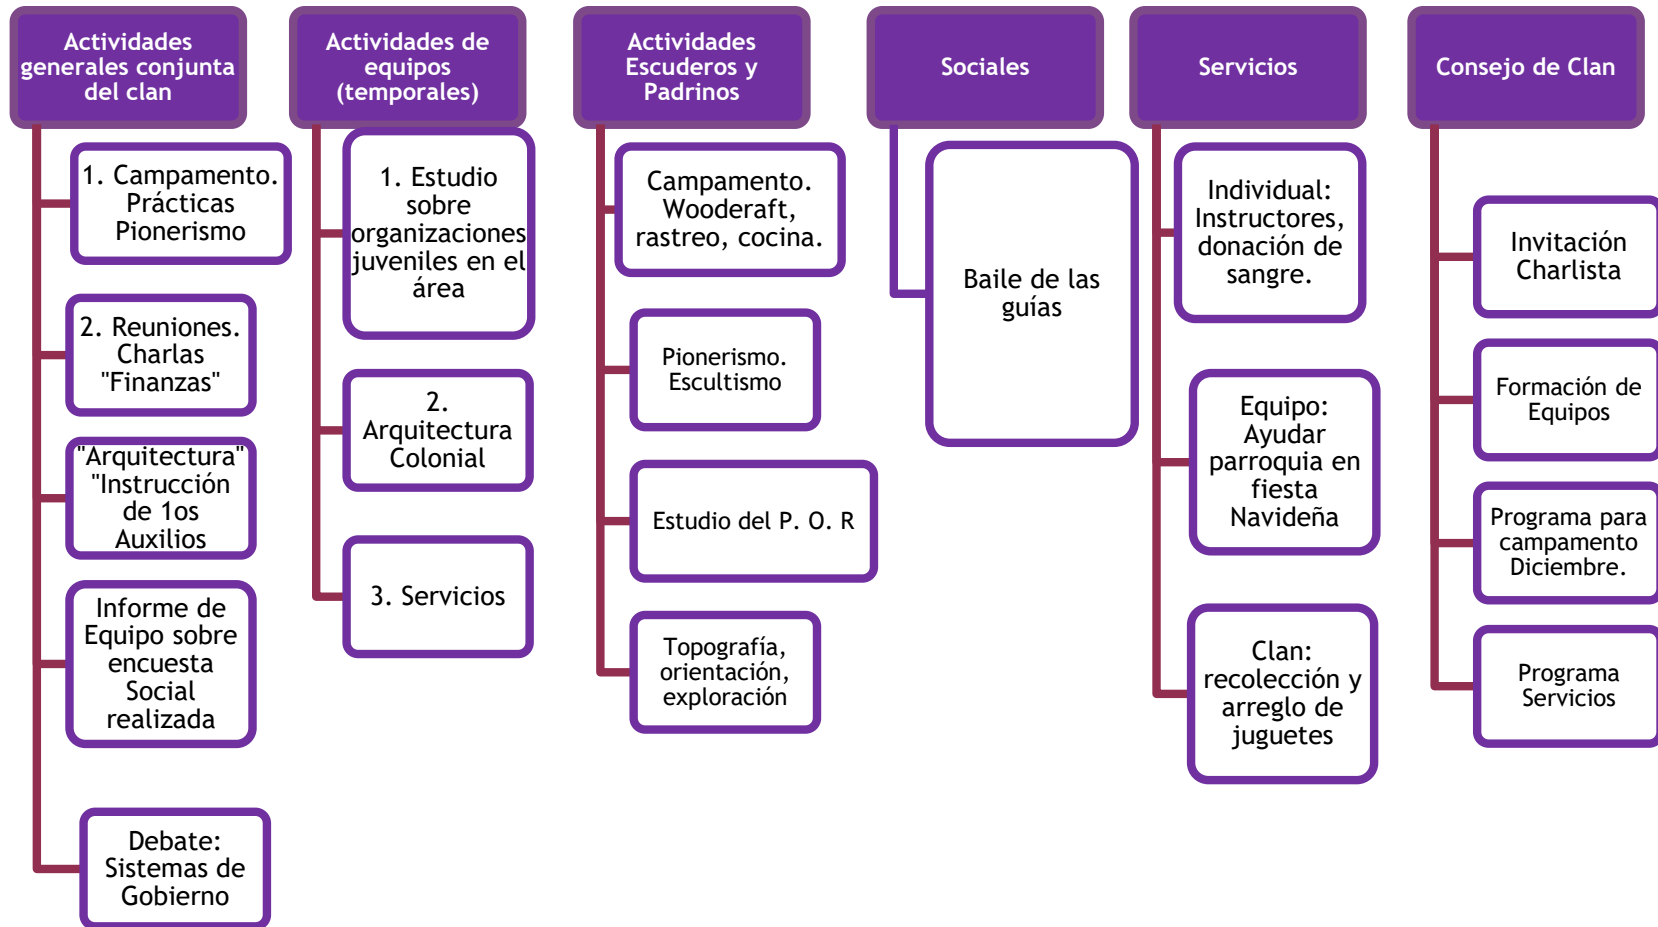 Actividades
generales conjunta
del clan
1. Campamento.
Prácticas
Pionerismo
2. Reuniones.
Charlas
"Finanzas"
"Arquitectura"
"Instrucción
de 1os
Auxilios
Informe de
Equipo sobre
encuesta
Social
realizada
Debate:
Sistemas de
Gobierno
Actividades de
equipos
(temporales)
1. Estudio
sobre
organizaciones
juveniles en el
área
2.
Arquitectura
Colonial
3. Servicios
Actividades
Escuderos y
Padrinos
Campamento.
Wooderaft,
rastreo, cocina.
Pionerismo.
Escultismo
Estudio del P. O. R
Topografía,
orientación,
exploración
Sociales
Baile de las
guías
Servicios
Individual:
Instructores,
donación de
sangre.
Equipo:
Ayudar
parroquia en
fiesta
Navideña
Clan:
recolección y
arreglo de
juguetes
Consejo de Clan
Invitación
Charlista
Formación de
Equipos
Programa para
campamento
Diciembre.
Programa
Servicios